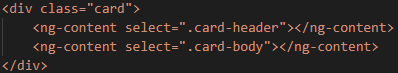 <div class="card">
    <ng-content select=".card-header"></ng-content>
    <ng-content select=".card-body"></ng-content>
</div>